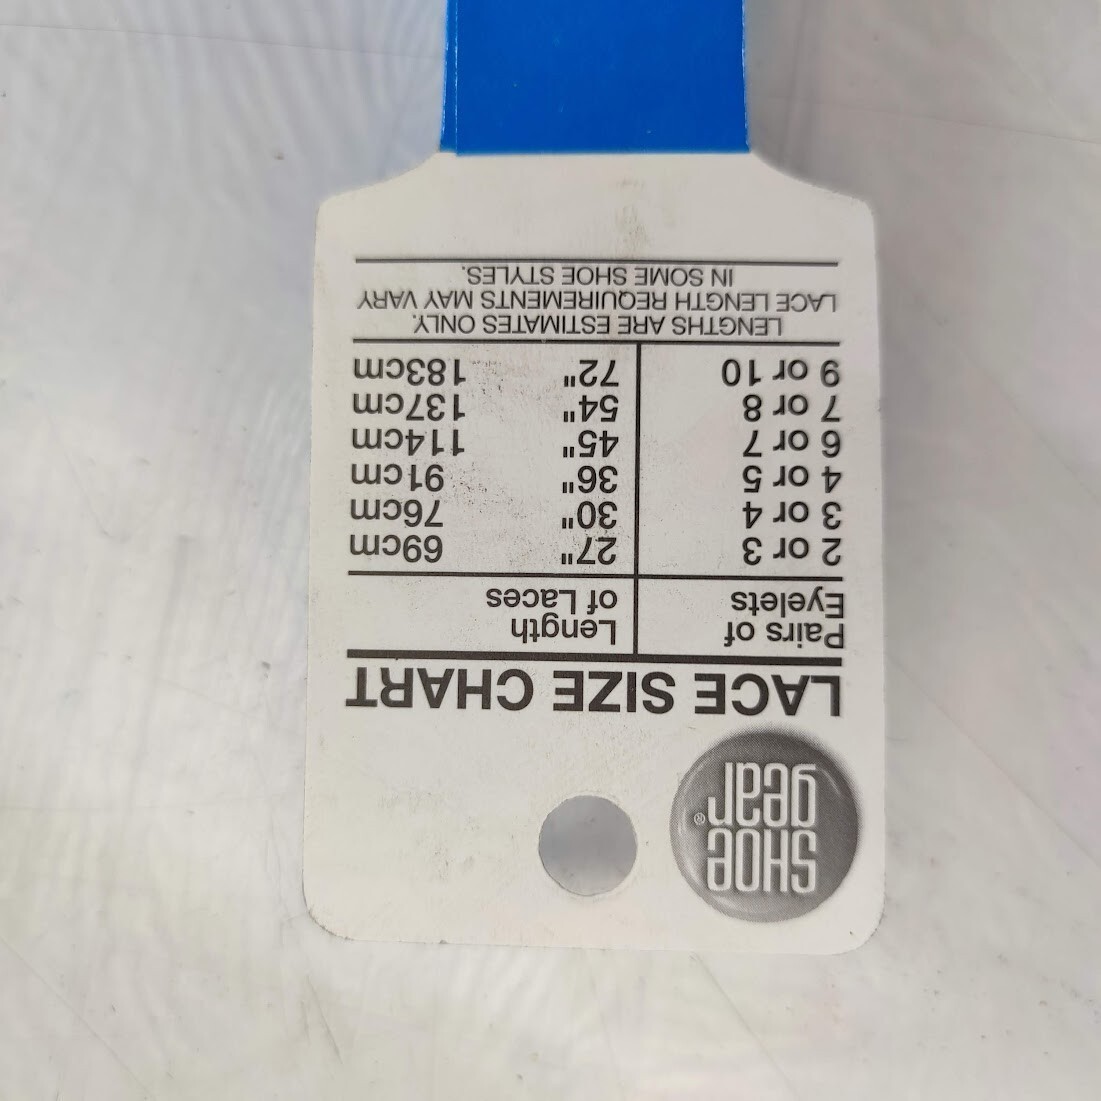 SHOE
gear®
LACE SIZE CHART
Pairs of Eyelets Length of Laces
2 or 3 27" 69cm
3 or 4 30" 76cm
4 or 5 36" 91cm
6 or 7 45" 114cm
7 or 8 54" 137cm
9 or 10 72" 183cm
LENGTHS ARE ESTIMATES ONLY.
LACE LENGTH REQUIREMENTS MAY VARY
IN SOME SHOE STYLES.